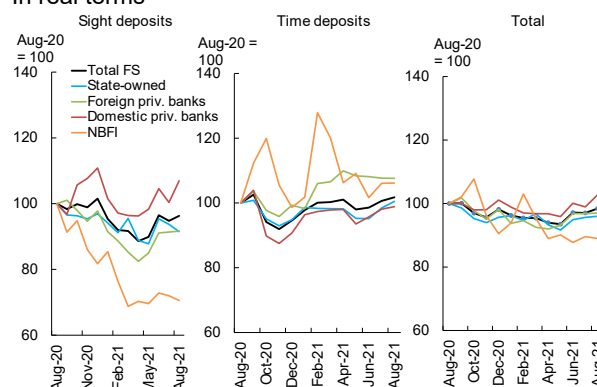 In real terms
Sight deposits
Aug-20
= 100
140
120
100
80
60
Total FS
State-owned
Foreign priv. banks
Domestic priv. banks
NBFI
Aug-20
Nov-20
Feb-21
May-21
Aug-21
Time deposits
Aug-20 =
100
140
120
100
80
60
Aug-20
Oct-20
Dec-20
Feb-21
Apr-21
Jun-21
Aug-21
Total
Aug-20
= 100
140
120
100
80
60
Aug-20
Oct-20
Dec-20
Feb-21
Apr-21
Jun-21
Aug-21